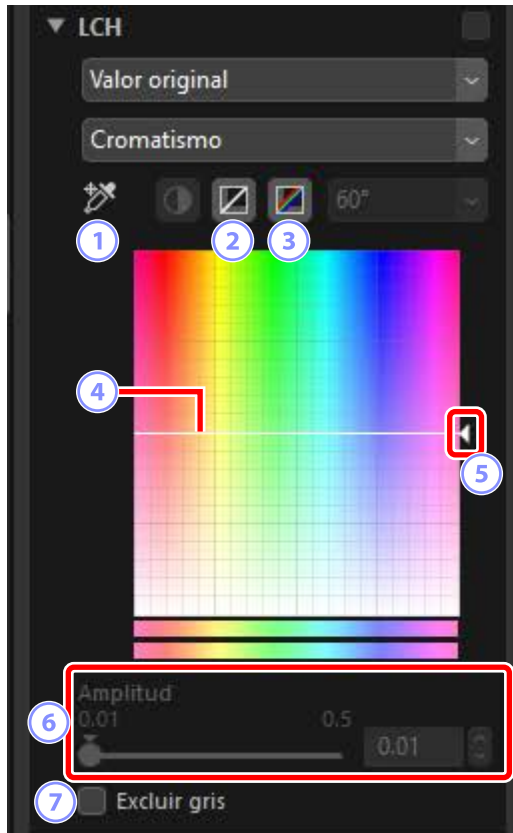 LCH
Valor original
Cromatismo
60°
1
2
3
4
5
Amplitud
0.01 0.5
6
0.01
7 Excluir gris